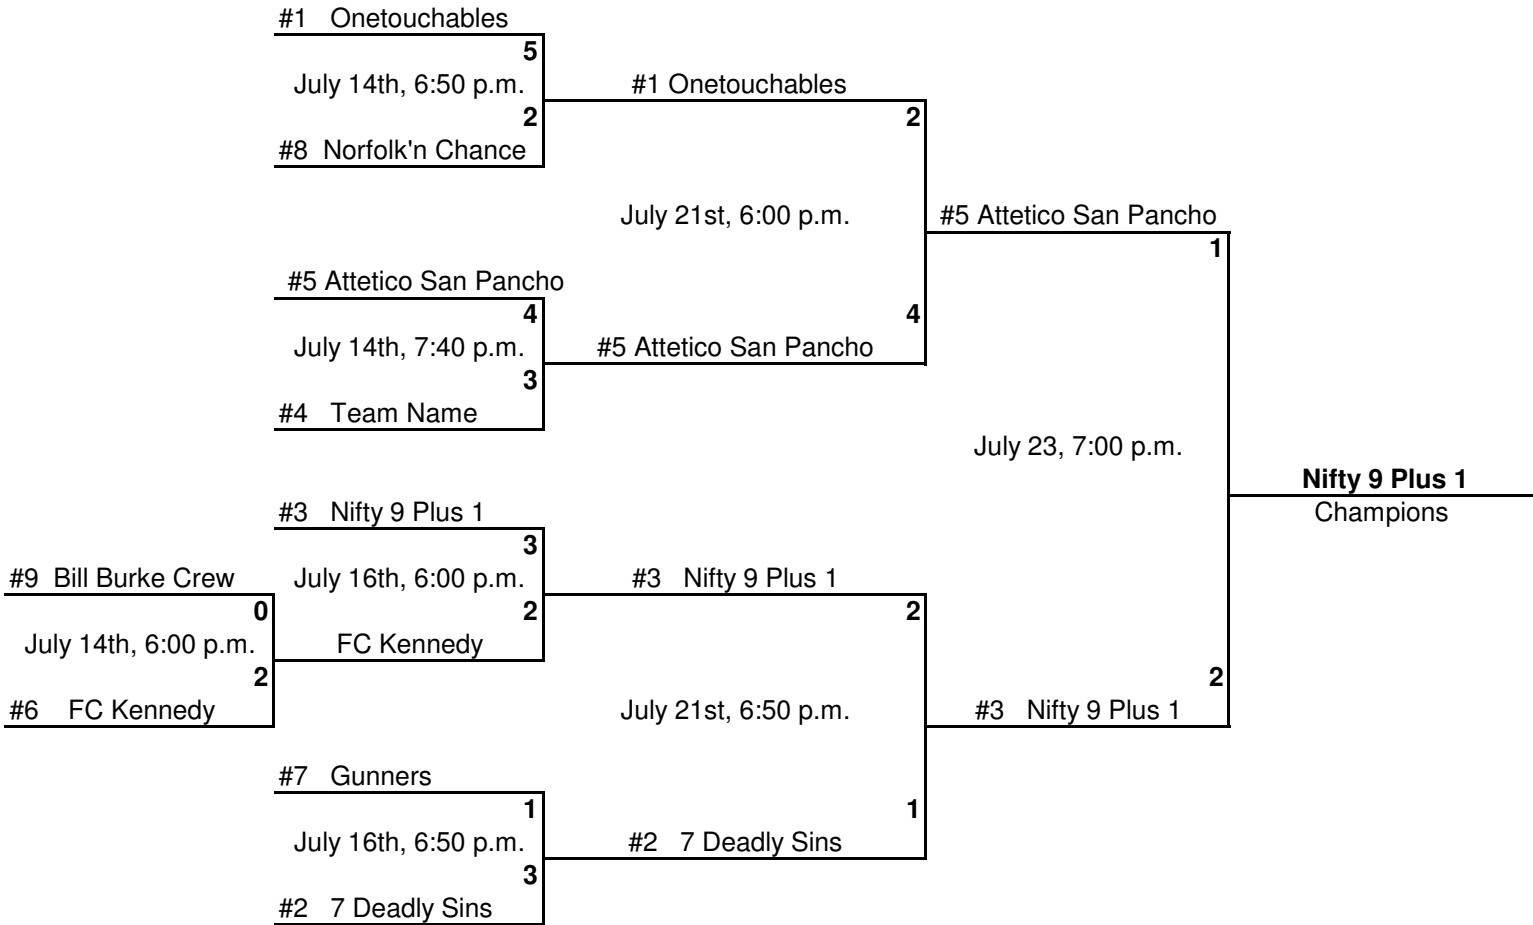 #1 Onetouchables
5
July 14th, 6:50 p.m.
#1 Onetouchables
2
2
#8 Norfolk'n Chance
July 21st, 6:00 p.m.
#5 Attetico San Pancho
1
#5 Attetico San Pancho
4
4
July 14th, 7:40 p.m.
#5 Attetico San Pancho
3
#4 Team Name
July 23, 7:00 p.m.
Nifty 9 Plus 1
Champions
#3 Nifty 9 Plus 1
3
#9 Bill Burke Crew
July 16th, 6:00 p.m.
#3 Nifty 9 Plus 1
0
2
2
July 14th, 6:00 p.m.
FC Kennedy
2
2
#6 FC Kennedy
July 21st, 6:50 p.m.
#3 Nifty 9 Plus 1
#7 Gunners
1
1
July 16th, 6:50 p.m.
#2 7 Deadly Sins
3
#2 7 Deadly Sins